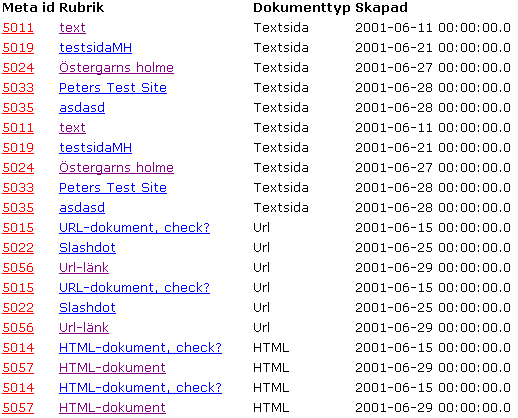 Meta id Rubrik Dokumenttyp Skapad
5011 text Textsida 2001-06-11 00:00:00.0
5019 testsidaMH Textsida 2001-06-21 00:00:00.0
5024 Östergarns holme Textsida 2001-06-27 00:00:00.0
5033 Peters Test Site Textsida 2001-06-28 00:00:00.0
5035 asdasd Textsida 2001-06-28 00:00:00.0
5011 text Textsida 2001-06-11 00:00:00.0
5019 testsidaMH Textsida 2001-06-21 00:00:00.0
5024 Östergarns holme Textsida 2001-06-27 00:00:00.0
5033 Peters Test Site Textsida 2001-06-28 00:00:00.0
5035 asdasd Textsida 2001-06-28 00:00:00.0
5015 URL-dokument, check? Url 2001-06-15 00:00:00.0
5022 Slashdot Url 2001-06-25 00:00:00.0
5056 Url-länk Url 2001-06-29 00:00:00.0
5015 URL-dokument, check? Url 2001-06-15 00:00:00.0
5022 Slashdot Url 2001-06-25 00:00:00.0
5056 Url-länk Url 2001-06-29 00:00:00.0
5014 HTML-dokument, check? HTML 2001-06-15 00:00:00.0
5057 HTML-dokument HTML 2001-06-29 00:00:00.0
5014 HTML-dokument, check? HTML 2001-06-15 00:00:00.0
5057 HTML-dokument HTML 2001-06-29 00:00:00.0